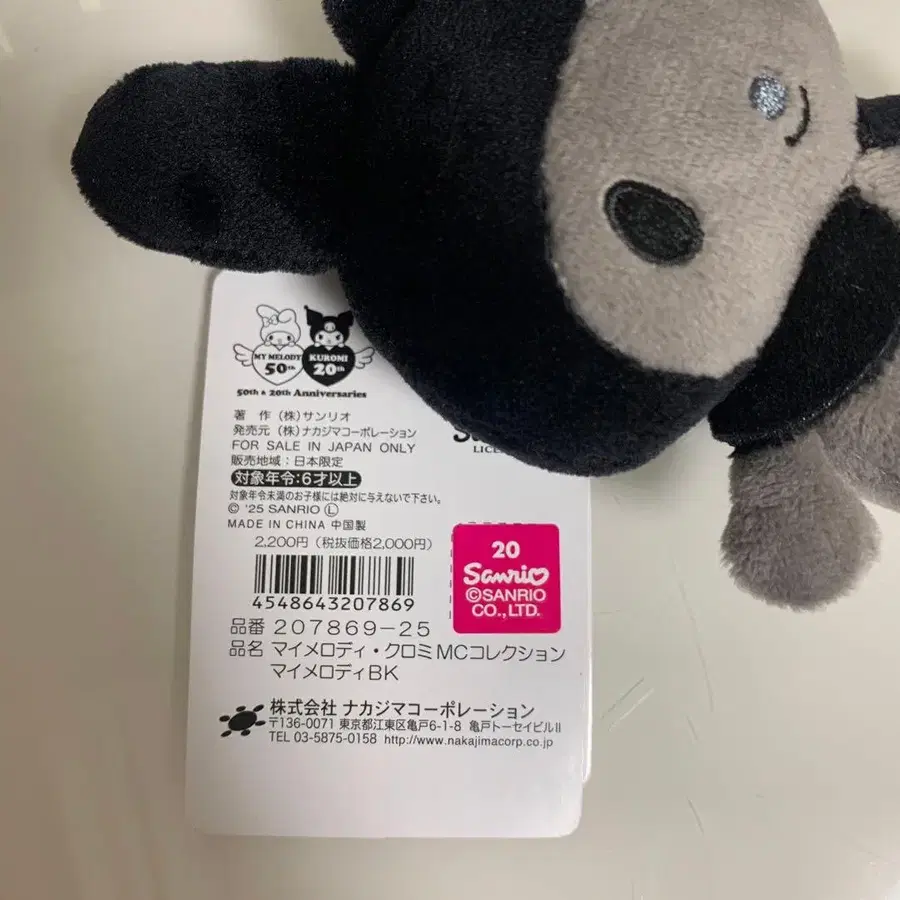 MY MELODY
50th
KUROMI
20th
50th & 20th Anniversaries
著 作 (株)サンリオ
発売元 (株)ナカジマコーポレーション
FOR SALE IN JAPAN ONLY
販売地域:日本限定
対象年令:6才以上
対象年令未満のお子様には絶対に与えないで下さい。
© '25 SANRIO Ⓛ
MADE IN CHINA 中国製
2,200円 (税抜価格2,000円)
4548643207869
20
Sanrio
©SANRIO
CO., LTD.
品番 207869-25
品名 マイメロディ・クロミMCコレクション
マイメロディBK
株式会社 ナカジマコーポレーション
〒136-0071 東京都江東区亀戸6-1-8 亀戸トーセイビルⅡ
TEL 03-5875-0158 http://www.nakajimacorp.co.jp